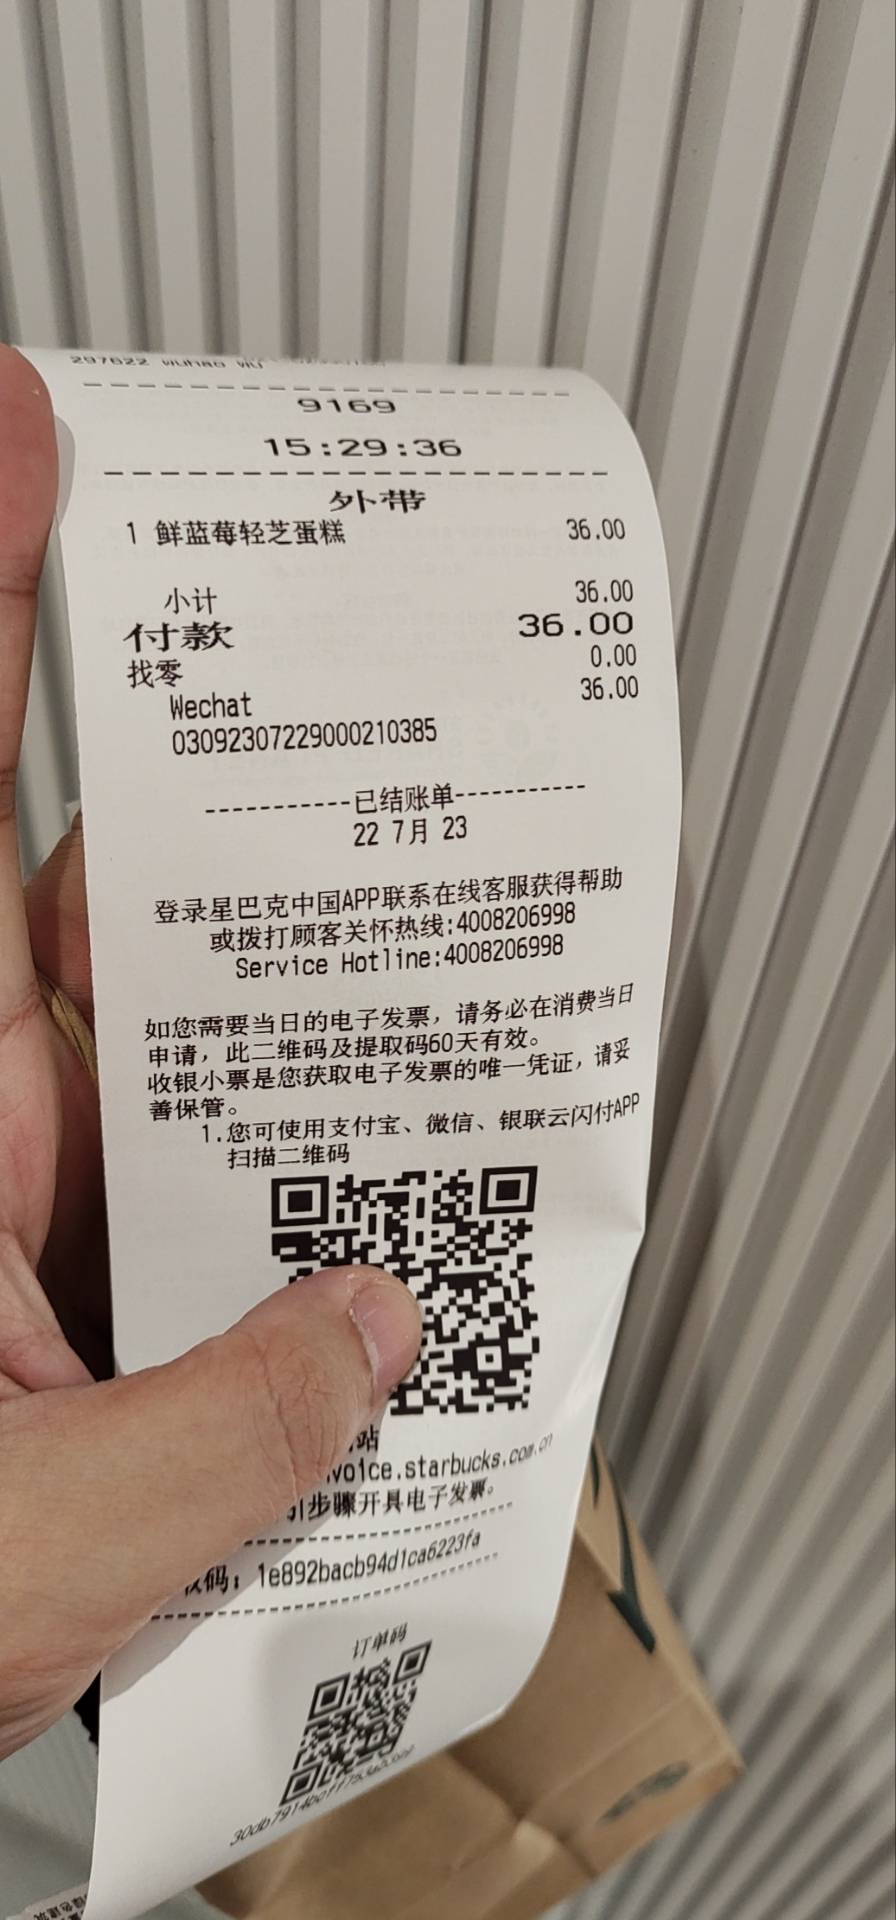 297622 wuhao wu
9169
15:29:36
外带
1 鲜蓝莓轻芝蛋糕 36.00
小计 36.00
付款 36.00
找零 0.00
Wechat 36.00
03092307229000210385
-----------已结账单-----------
22 7月 23
登录星巴克中国APP联系在线客服获得帮助
或拨打顾客关怀热线:4008206998
Service Hotline:4008206998
如您需要当日的电子发票，请务必在消费当日
申请，此二维码及提取码60天有效。
收银小票是您获取电子发票的唯一凭证，请妥
善保管。
1.您可使用支付宝、微信、银联云闪付APP
扫描二维码
站
voice.starbucks.com.cn
引步骤开具电子发票。
码：1e892bacb94d1ca6223fa
订单码